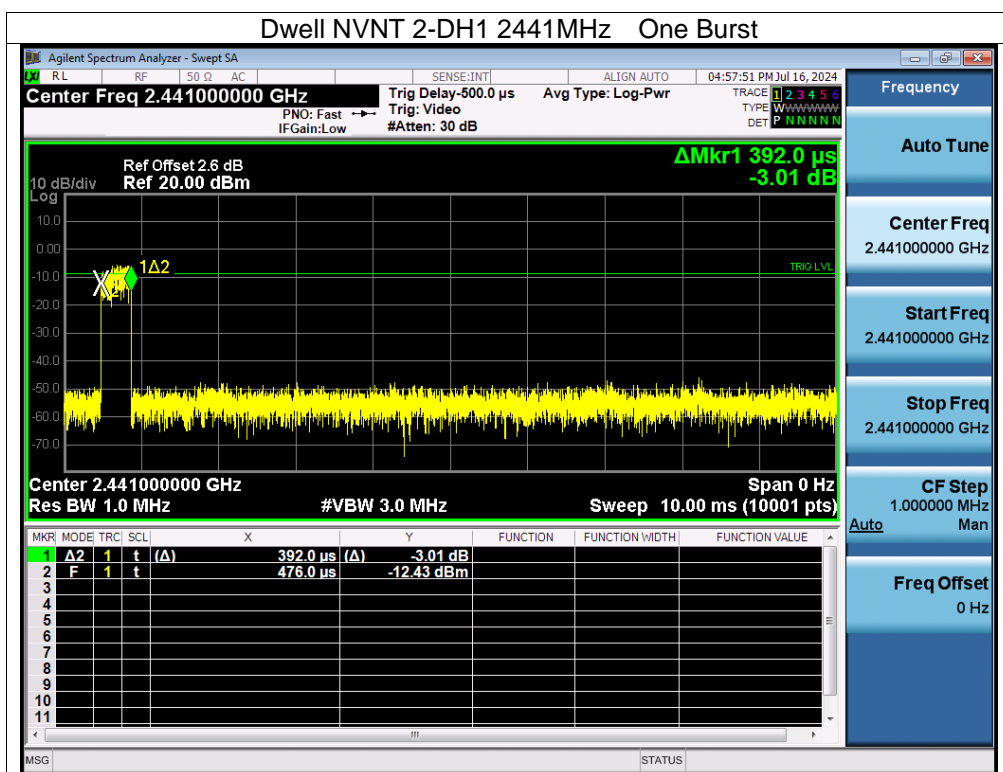 Dwell NVNT 2-DH1 2441MHz One Burst
Agilent Spectrum Analyzer - Swept SA
LXI RL RF 50 Ω AC SENSE:INT ALIGN AUTO 04:57:51 PM Jul 16, 2024
Center Freq 2.441000000 GHz Trig Delay-500.0 µs Avg Type: Log-Pwr TRACE 1 2 3 4 5 6
PNO: Fast Trig: Video TYPE WWWWWW
IFGain:Low #Atten: 30 dB DET P N N N N N
Frequency
ΔMkr1 392.0 µs
-3.01 dB
Ref Offset 2.6 dB
10 dB/div Ref 20.00 dBm
Log
10.0
0.00
-10.0
-20.0
-30.0
-40.0
-50.0
-60.0
-70.0
1Δ2
TRIG LVL
Center 2.441000000 GHz Span 0 Hz
Res BW 1.0 MHz #VBW 3.0 MHz Sweep 10.00 ms (10001 pts)
MKR MODE TRC SCL X Y FUNCTION FUNCTION WIDTH FUNCTION VALUE
1 Δ2 1 t (Δ) 392.0 µs (Δ) -3.01 dB
2 F 1 t 476.0 µs -12.43 dBm
3
4
5
6
7
8
9
10
11
MSG STATUS
Auto Tune
Center Freq
2.441000000 GHz
Start Freq
2.441000000 GHz
Stop Freq
2.441000000 GHz
CF Step
1.000000 MHz
Auto Man
Freq Offset
0 Hz